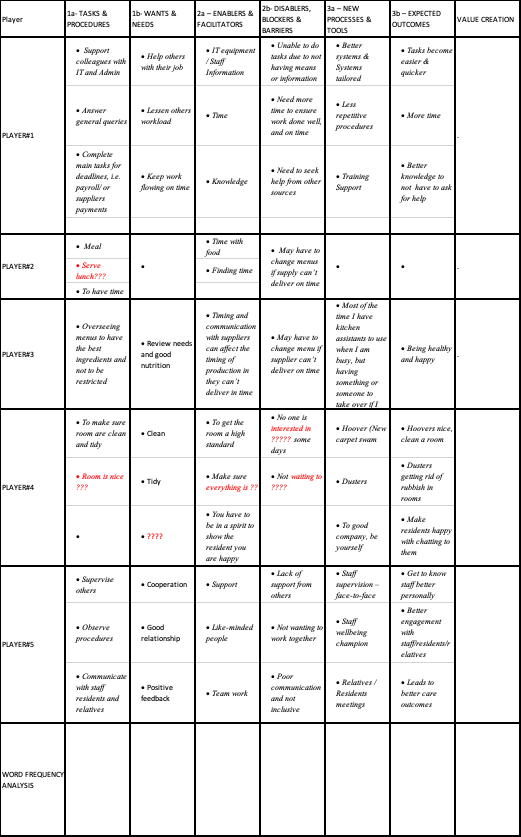 Player
1a- TASKS &
PROCEDURES
1b- WANTS &
NEEDS
2a – ENABLERS &
FACILITATORS
2b- DISABLERS,
BLOCKERS &
BARRIERS
3a – NEW
PROCESSES &
TOOLS
3b – EXPECTED
OUTCOMES
VALUE CREATION
PLAYER#1
• Support
colleagues with
IT and Admin
• Help others
with their job
• IT equipment
/ Staff
Information
• Unable to do
tasks due to not
having means
or information
• Better
systems &
Systems
tailored
• Tasks become
easier &
quicker
• Answer
general queries
• Lessen others
workload
• Time
• Need more
time to ensure
work done well,
and on time
• Less
repetitive
procedures
• More time
• Complete
main tasks for
deadlines, i.e.
payroll/ or
suppliers
payments
• Keep work
flowing on time
• Knowledge
• Need to seek
help from other
sources
• Training
Support
• Better
knowledge to
not have to ask
for help
.
PLAYER#2
• Meal
• Serve
lunch???
• To have time
•
• Time with
food
• Finding time
• May have to
change menus
if supply can't
deliver on time
•
•
.
PLAYER#3
• Overseeing
menus to have
the best
ingredients and
not to be
restricted
• Review needs
and good
nutrition
• Timing and
communication
with suppliers
can affect the
timing of
production in
they can't
deliver in time
• May have to
change menu if
supplier can't
deliver on time
• Most of the
time I have
kitchen
assistants to use
when I am
busy, but
having
something or
someone to
take over if I
• Being healthy
and happy
.
PLAYER#4
• To make sure
room are clean
and tidy
• Clean
• To get the
room a high
standard
• No one is
interested in
????? some
days
• Hoover (New
carpet swam
• Hoovers nice,
clean a room
• Room is nice
???
• Tidy
• Make sure
everything is ??
• Not waiting to
????
• Dusters
• Dusters
getting rid of
rubbish in
rooms
•
• ????
• You have to
be in a spirit to
show the
resident you
are happy
• To good
company, be
yourself
• Make
residents happy
with chatting to
them
PLAYER#5
• Supervise
others
• Cooperation
• Support
• Lack of
support from
others
• Staff
supervision –
face-to-face
• Get to know
staff better
personally
• Observe
procedures
• Good
relationship
• Like-minded
people
• Not wanting to
work together
• Staff
wellbeing
champion
• Better
engagement
with
staff/residents/r
elatives
• Communicate
with staff
residents and
relatives
• Positive
feedback
• Team work
• Poor
communication
and not
inclusive
• Relatives /
Residents
meetings
• Leads to
better care
outcomes
WORD FREQUENCY
ANALYSIS